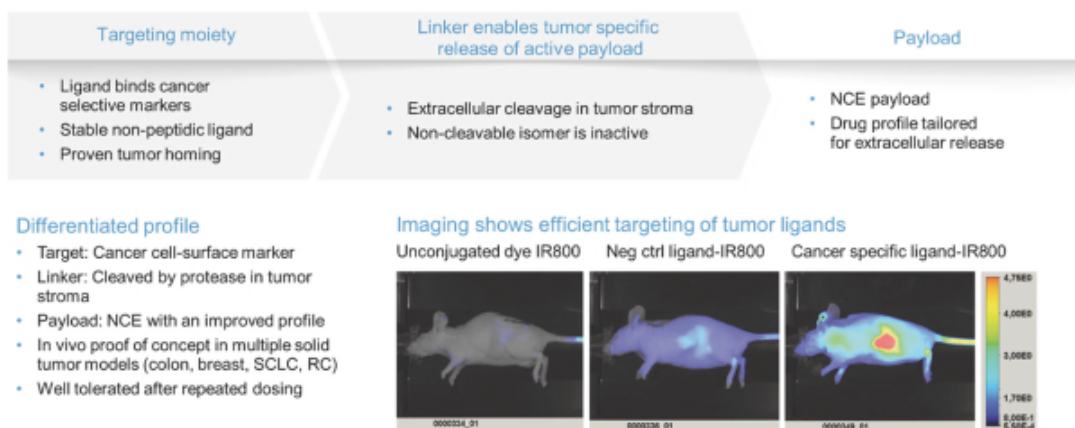 Targeting moiety
Linker enables tumor specific
release of active payload
Payload
• Ligand binds cancer
selective markers
• Stable non-peptidic ligand
• Proven tumor homing
• Extracellular cleavage in tumor stroma
• Non-cleavable isomer is inactive
• NCE payload
• Drug profile tailored
for extracellular release
Differentiated profile
• Target: Cancer cell-surface marker
• Linker: Cleaved by protease in tumor
stroma
• Payload: NCE with an improved profile
• In vivo proof of concept in multiple solid
tumor models (colon, breast, SCLC, RC)
• Well tolerated after repeated dosing
Imaging shows efficient targeting of tumor ligands
Unconjugated dye IR800
Neg ctrl ligand-IR800
Cancer specific ligand-IR800
4,75E0
4,00E0
3,00E0
1,70E0